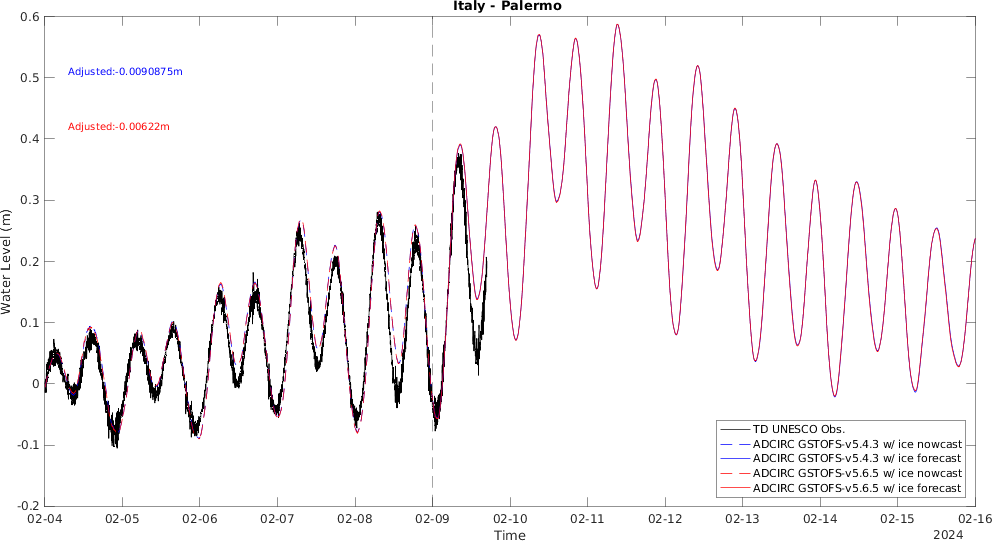 Italy - Palermo
Water Level (m)
0.6
0.5
0.4
0.3
0.2
0.1
0
-0.1
-0.2
Adjusted:-0.0090875m
Adjusted:-0.00622m
TD UNESCO Obs.
ADCIRC GSTOFS-v5.4.3 w/ ice nowcast
ADCIRC GSTOFS-v5.4.3 w/ ice forecast
ADCIRC GSTOFS-v5.6.5 w/ ice nowcast
ADCIRC GSTOFS-v5.6.5 w/ ice forecast
02-04 02-05 02-06 02-07 02-08 02-09 02-10 02-11 02-12 02-13 02-14 02-15 02-16
Time
2024